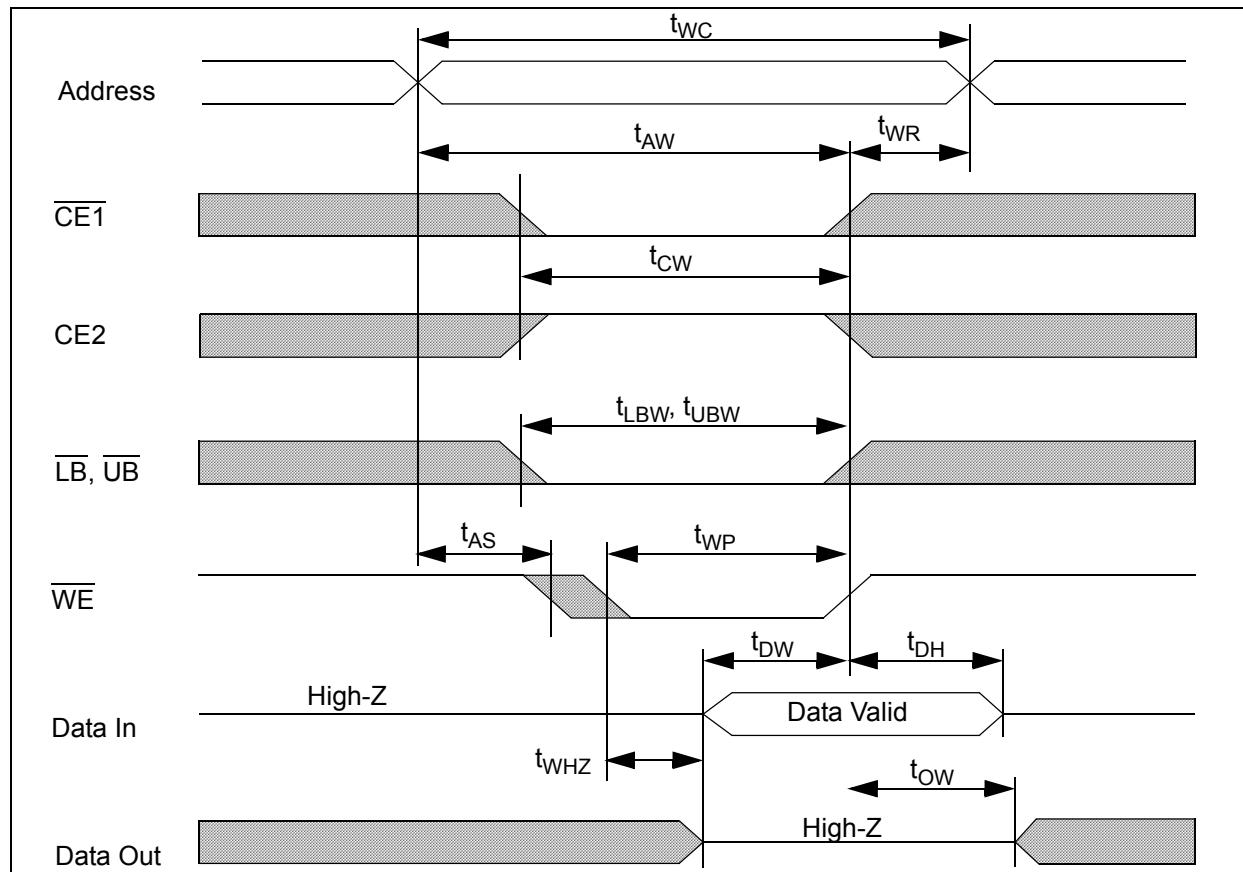 tWC
Address
tAW
tWR
CE1
tCW
CE2
tLBW, tUBW
LB, UB
tAS
tWP
WE
tDW
tDH
High-Z
Data Valid
Data In
tWHZ
tOW
High-Z
Data Out